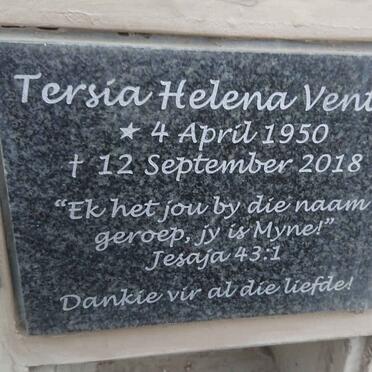 Tersia Helena Vent
★ 4 April 1950
† 12 September 2018
"Ek het jou by die naam
geroep, jy is Myne!"
Jesaja 43:1
Dankie vir al die liefde!